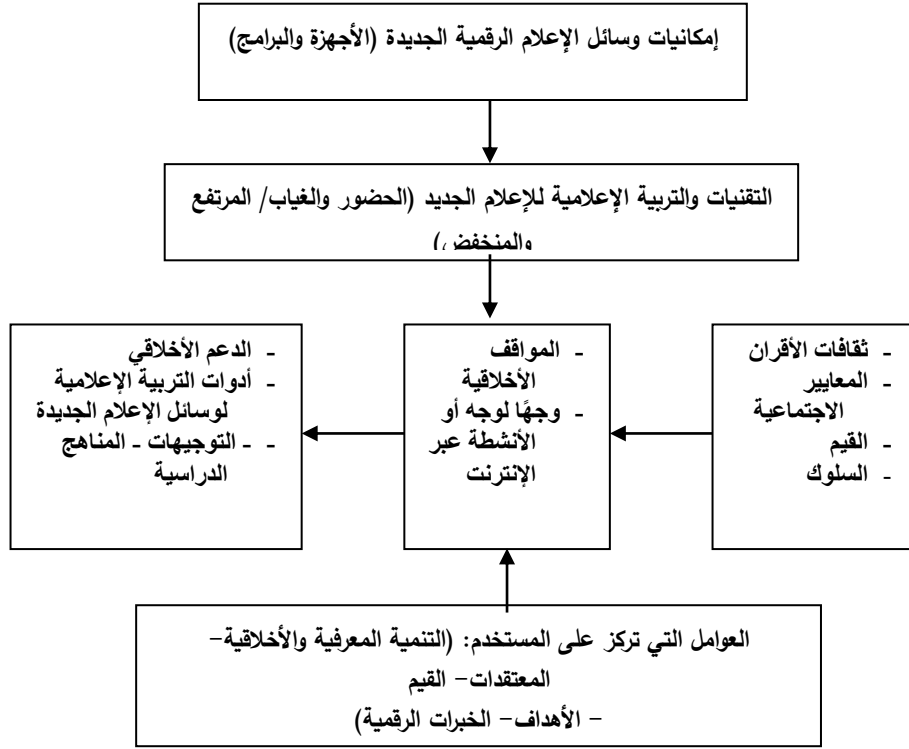 إمكانيات وسائل الإعلام الرقمية الجديدة (الأجهزة والبرامج)
التقنيات والتربية الإعلامية للإعلام الجديد (الحضور والغياب/ المرتفع
والمنخفض)
- ثقافات الأقران
- المعايير
الاجتماعية
- القيم
- السلوك
- المواقف
الأخلاقية
- وجهًا لوجه أو
الأنشطة عبر
الإنترنت
- الدعم الأخلاقي
- أدوات التربية الإعلامية
لوسائل الإعلام الجديدة
- - التوجيهات - المناهج
الدراسية
العوامل التي تركز على المستخدم: (التنمية المعرفية والأخلاقية-
المعتقدات- القيم
- الأهداف- الخبرات الرقمية)